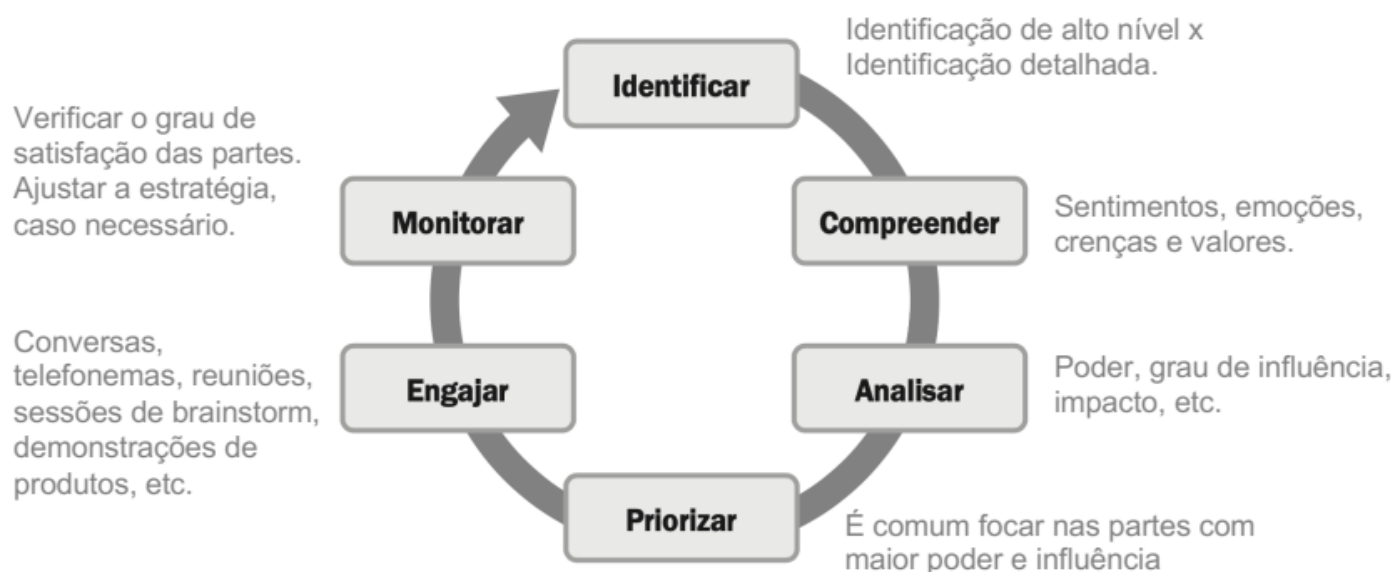 Identificar
Identificação de alto nível x
Identificação detalhada.
Compreender
Sentimentos, emoções,
crenças e valores.
Analisar
Poder, grau de influência,
impacto, etc.
Priorizar
É comum focar nas partes com
maior poder e influência
Engajar
Conversas,
telefonemas, reuniões,
sessões de brainstorm,
demonstrações de
produtos, etc.
Monitorar
Verificar o grau de
satisfação das partes.
Ajustar a estratégia,
caso necessário.